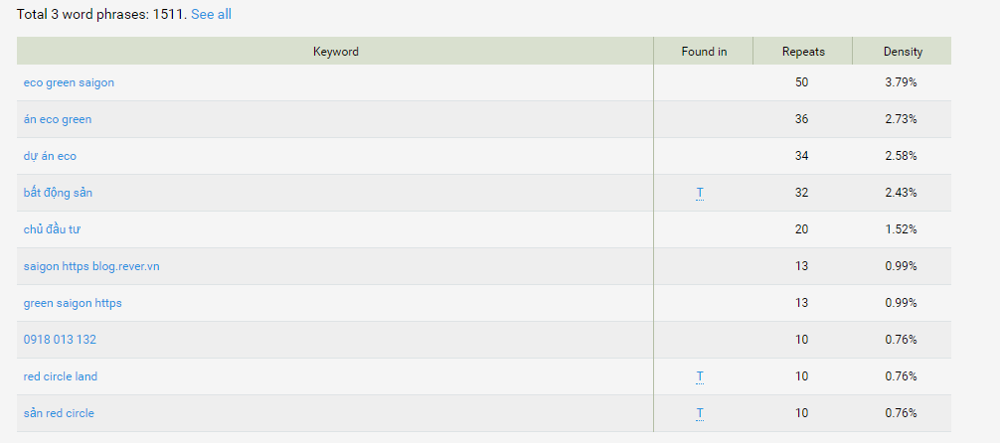 Total 3 word phrases: 1511. See all
Keyword Found in Repeats Density
eco green saigon 50 3.79%
án eco green 36 2.73%
dự án eco 34 2.58%
bất động sản T 32 2.43%
chủ đầu tư 20 1.52%
saigon https blog.rever.vn 13 0.99%
green saigon https 13 0.99%
0918 013 132 10 0.76%
red circle land T 10 0.76%
sản red circle T 10 0.76%